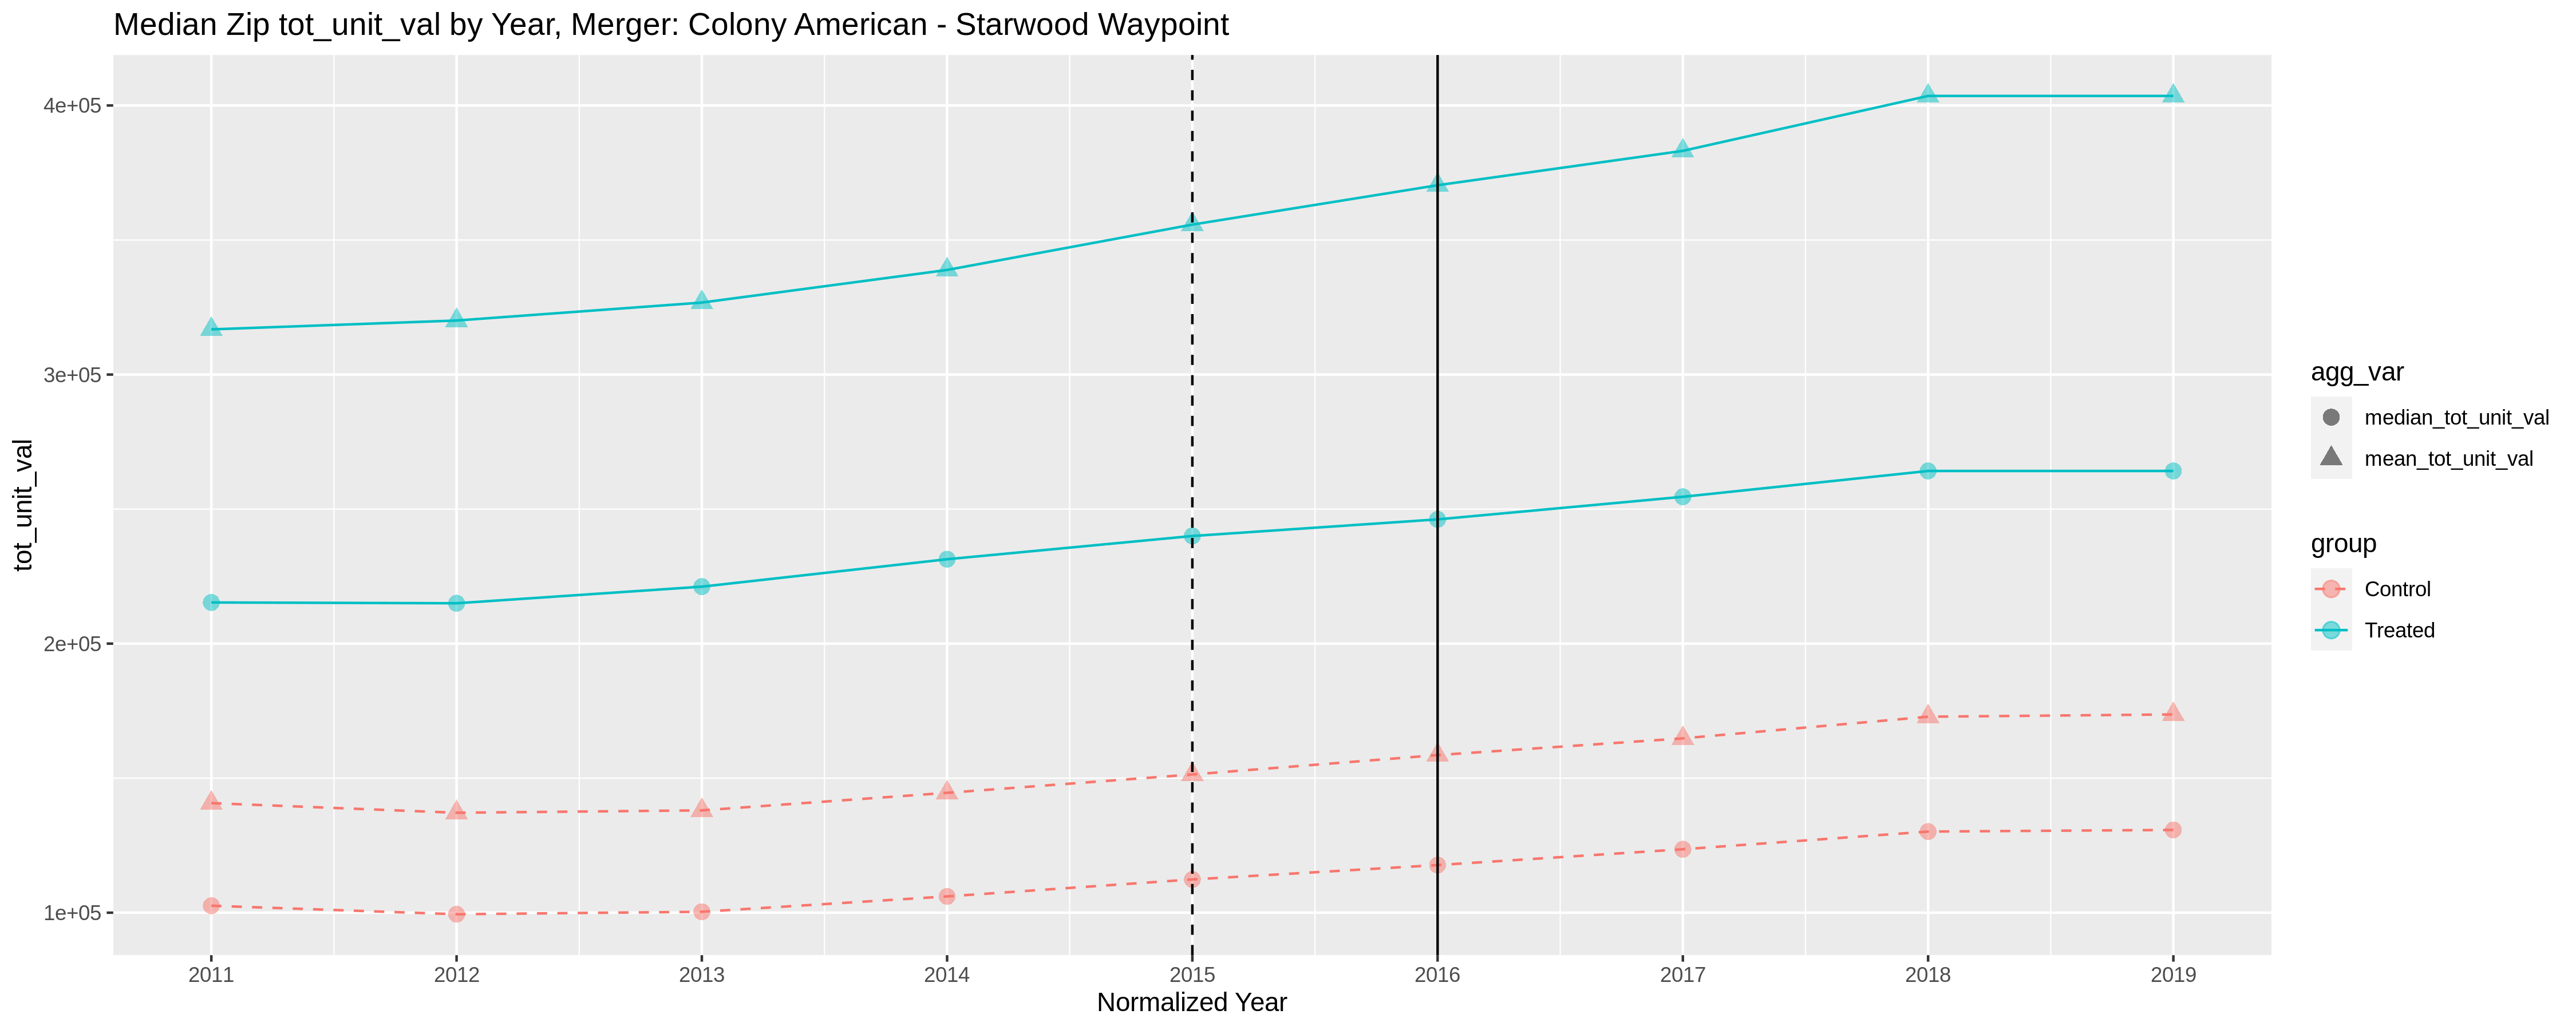 Median Zip tot_unit_val by Year, Merger: Colony American - Starwood Waypoint
tot_unit_val
4e+05
3e+05
2e+05
1e+05
2011 2012 2013 2014 2015 2016 2017 2018 2019
Normalized Year
agg_var
median_tot_unit_val
mean_tot_unit_val
group
Control
Treated